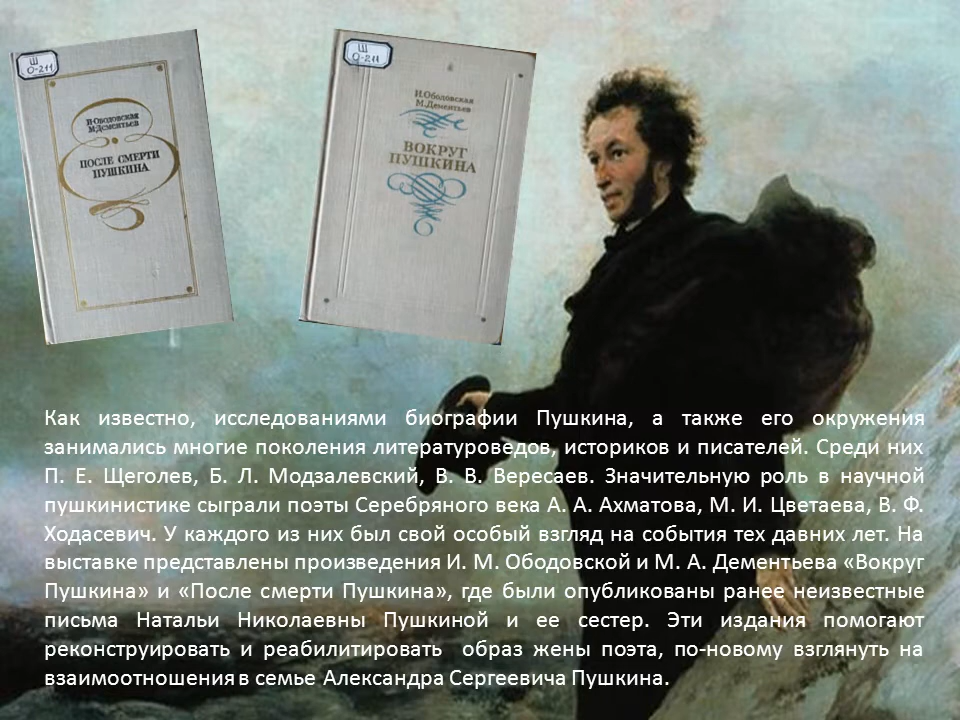 Ш
О-211
И·Ободовская
М·Дементьев
ПОСЛЕ СМЕРТИ
ПУШКИНА
Ш
О-211
И.Ободовская
М.Дементьев
ВОКРУГ
ПУШКИНА
Как известно, исследованиями биографии Пушкина, а также его окружения
занимались многие поколения литературоведов, историков и писателей. Среди них
П. Е. Щеголев, Б. Л. Модзалевский, В. В. Вересаев. Значительную роль в научной
пушкинистике сыграли поэты Серебряного века А. А. Ахматова, М. И. Цветаева, В. Ф.
Ходасевич. У каждого из них был свой особый взгляд на события тех давних лет. На
выставке представлены произведения И. М. Ободовской и М. А. Дементьева «Вокруг
Пушкина» и «После смерти Пушкина», где были опубликованы ранее неизвестные
письма Натальи Николаевны Пушкиной и ее сестер. Эти издания помогают
реконструировать и реабилитировать образ жены поэта, по-новому взглянуть на
взаимоотношения в семье Александра Сергеевича Пушкина.